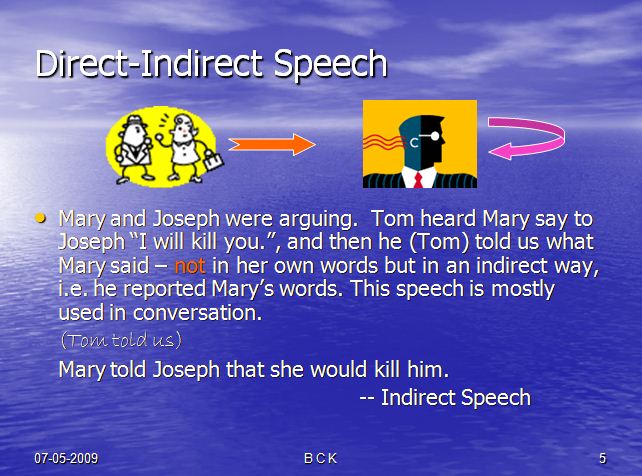 Direct-Indirect Speech
Mary and Joseph were arguing. Tom heard Mary say to
Joseph “I will kill you.”, and then he (Tom) told us what
Mary said – not in her own words but in an indirect way,
i.e. he reported Mary’s words. This speech is mostly
used in conversation.
(Tom told us)
Mary told Joseph that she would kill him.
-- Indirect Speech
07-05-2009
B C K
5